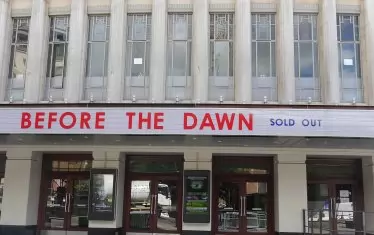 BEFORE THE DAWN SOLD OUT